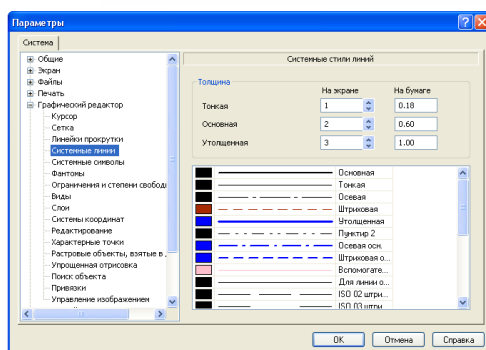 Параметры
Система
Общие
Экран
Файлы
Печать
Графический редактор
Курсор
Сетка
Линейки прокрутки
Системные линии
Системные символы
Фантомы
Ограничения и степени свободы
Виды
Слои
Системы координат
Редактирование
Характерные точки
Растровые объекты, взятые в
Упрощенная отрисовка
Поиск объекта
Привязки
Управление изображением
Системные стили линий
Толщина
На экране На бумаге
Тонкая 1 0.18
Основная 2 0.60
Утолщенная 3 1.00
Основная
Тонкая
Осевая
Штриховая
Утолщенная
Пунктир 2
Осевая осн.
Штриховая о...
Вспомогате...
Для линии о...
ISO 02 штри...
ISO 03 штри
OK Отмена Справка